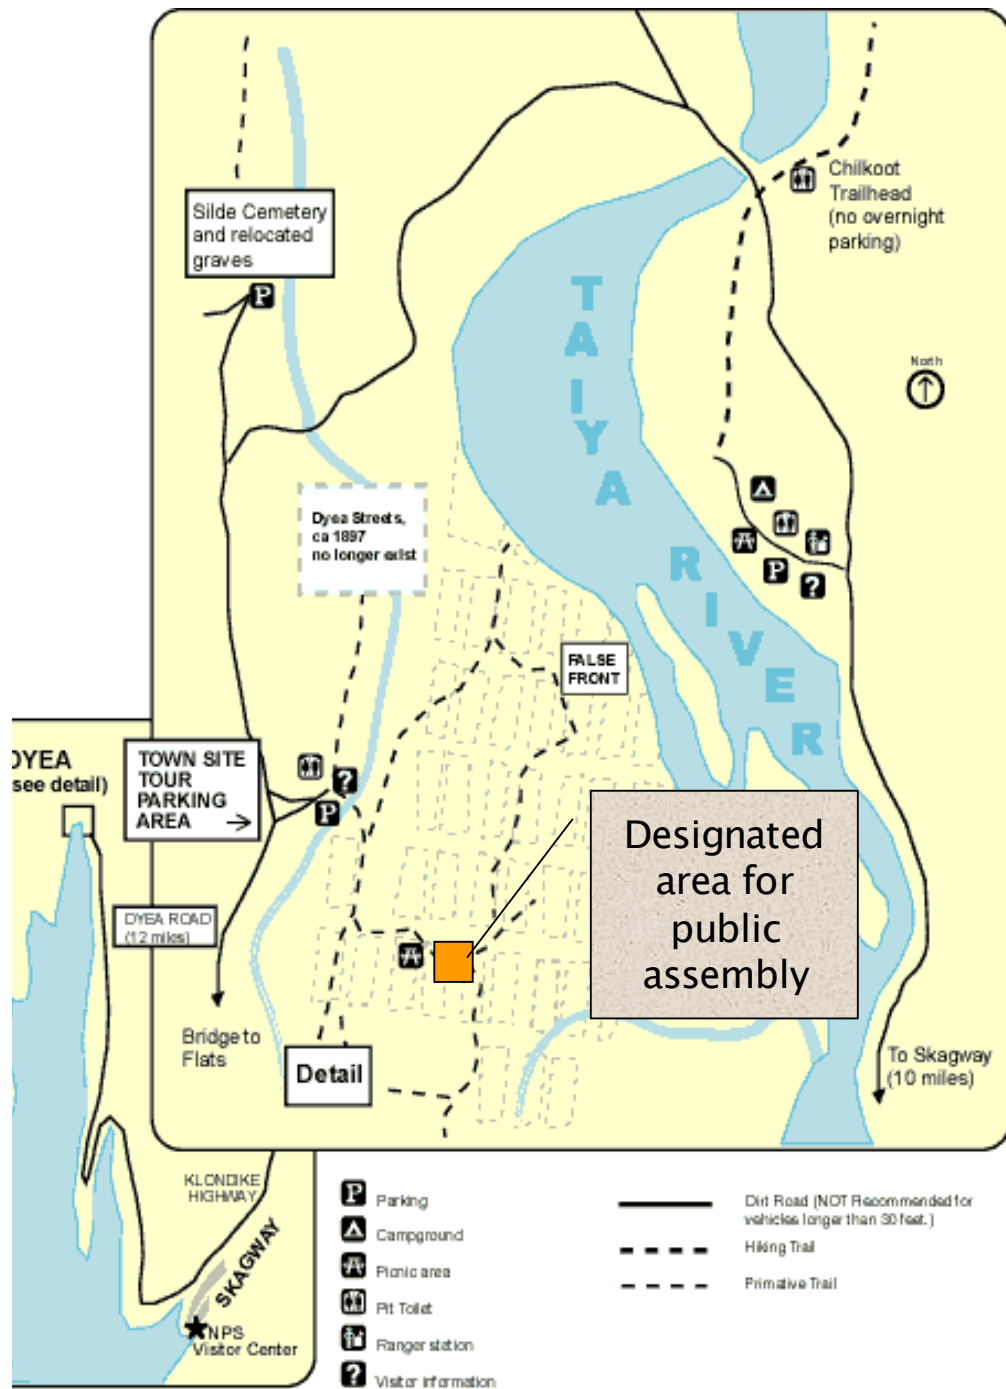 Silde Cemetery
and relocated
graves
P
Chilkoot
Trailhead
(no overnight
parking)
TAIYA
RIVER
North
Dyea Streets,
ca 1897
no longer exist
P
?
FALSE
FRONT
DYEA
(see detail)
TOWN SITE
TOUR
PARKING
AREA
?
P
Designated
area for
public
assembly
DYEA ROAD
(12 miles)
Bridge to
Flats
Detail
To Skagway
(10 miles)
KLONDIKE
HIGHWAY
SKAGWAY
NPS
Visitor Center
P Parking
Campground
Picnic area
Pit Toilet
Ranger station
? Visitor information
Dirt Road (NOT Recommended for
vehicles longer than 30 feet.)
Hiking Trail
Primative Trail